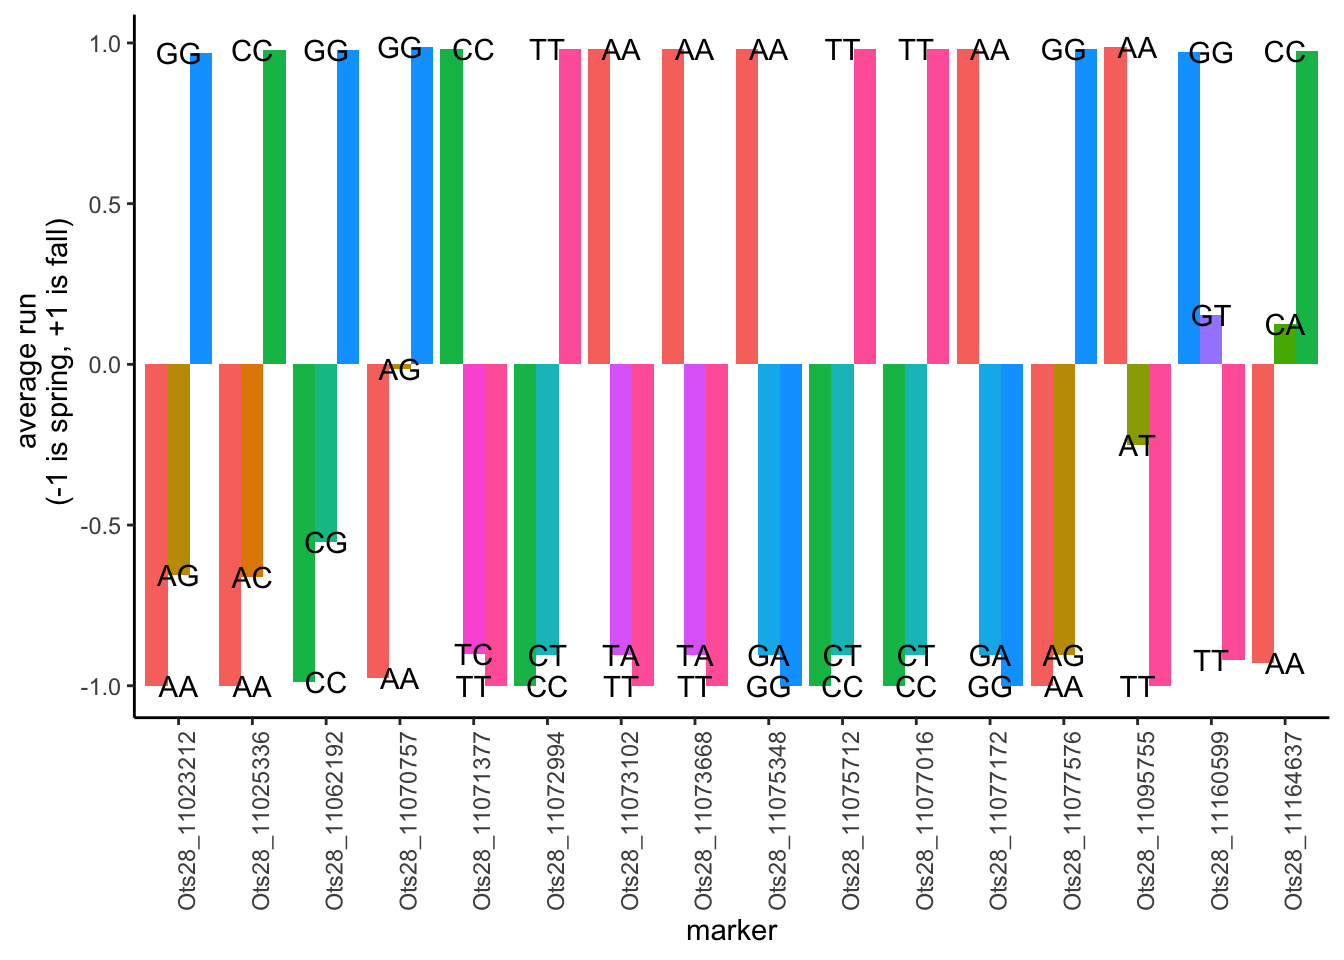 1.0
0.5
0.0
-0.5
-1.0
average run
(-1 is spring, +1 is fall)
GG CC GG GG CC TT AA AA AA TT TT AA GG AA GG CC
GT CA
AG
AT
CG
AG AC
TC CT TA TA GA CT CT GA AG TT AA
AA AA CC AA TT CC TT TT GG CC CC GG AA TT
Ots28_11023212
Ots28_11025336
Ots28_11062192
Ots28_11070757
Ots28_11071377
Ots28_11072994
Ots28_11073102
Ots28_11073668
Ots28_11075348
Ots28_11075712
Ots28_11077016
Ots28_11077172
Ots28_11077576
Ots28_11095755
Ots28_11160599
Ots28_11164637
marker